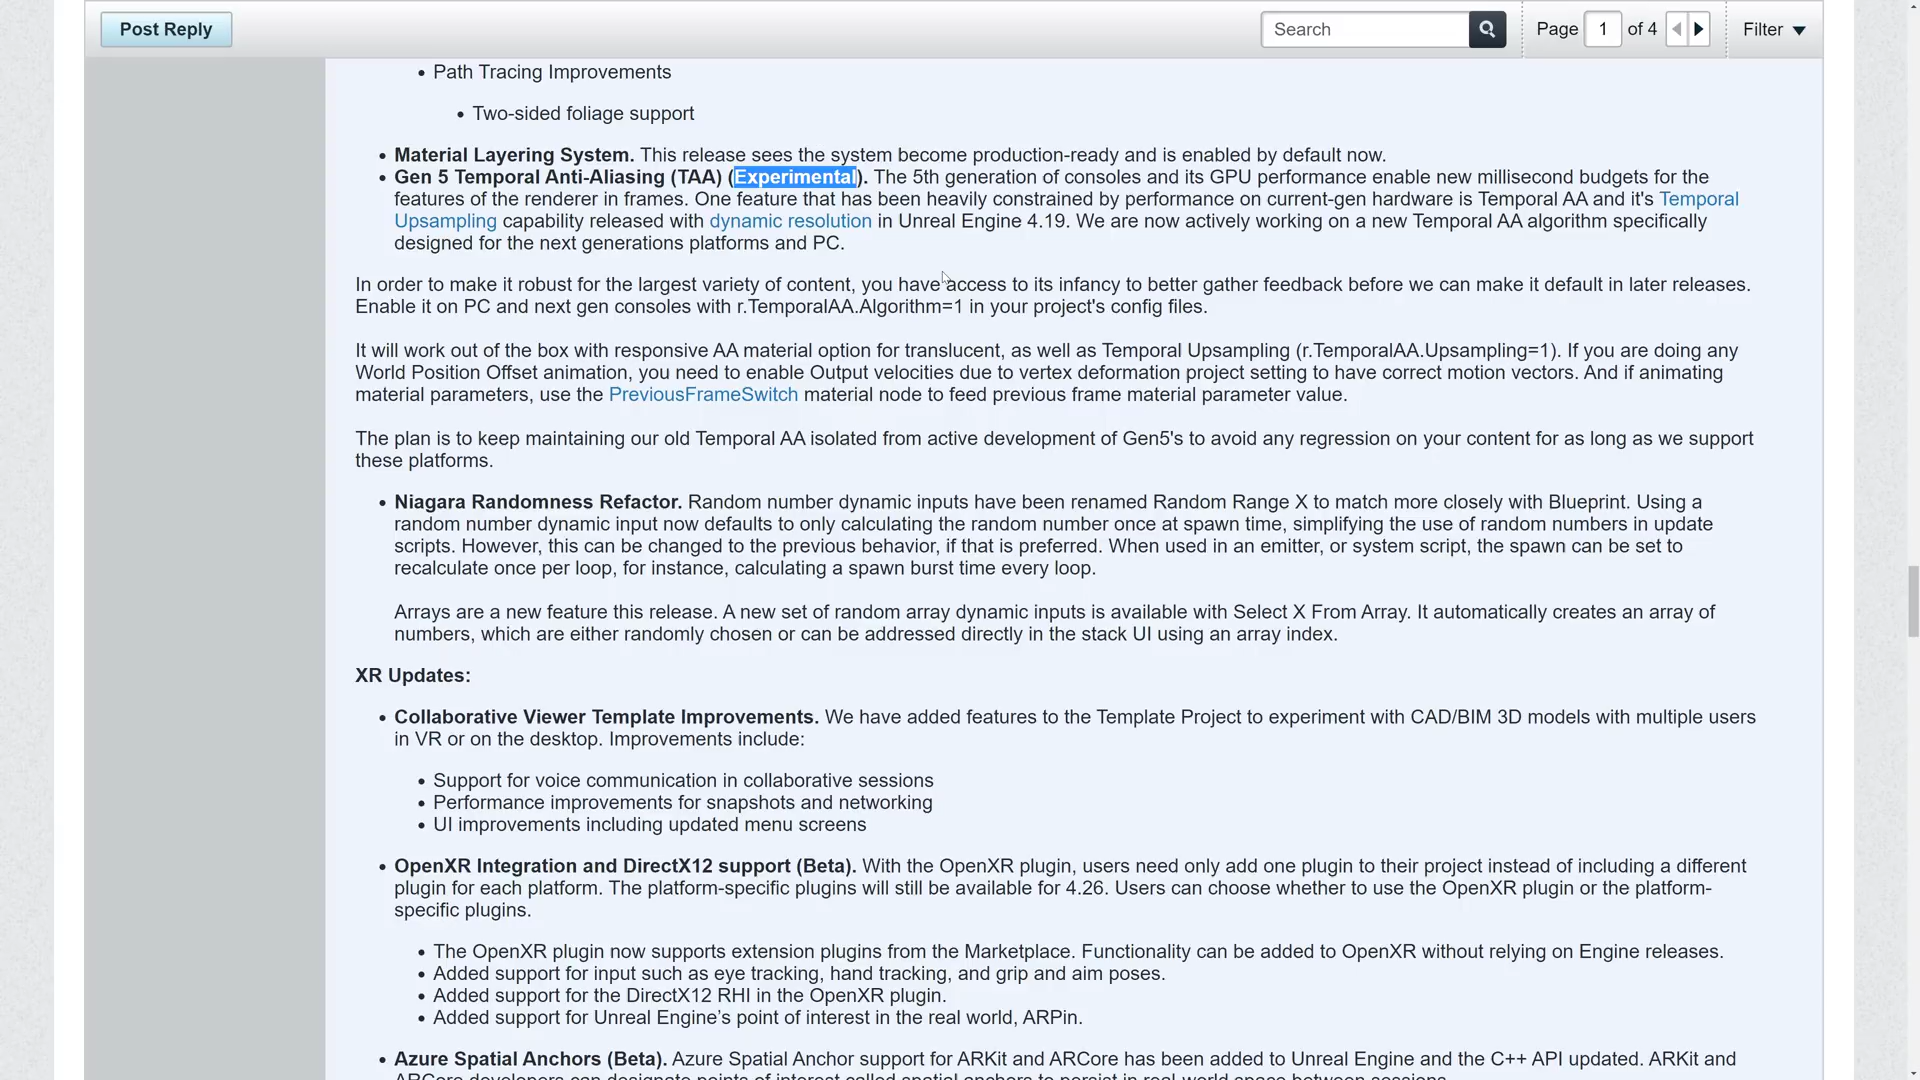 Post Reply
Search
Page 1 of 4
Filter
• Path Tracing Improvements
• Two-sided foliage support
• Material Layering System. This release sees the system become production-ready and is enabled by default now.
• Gen 5 Temporal Anti-Aliasing (TAA) (Experimental). The 5th generation of consoles and its GPU performance enable new millisecond budgets for the
features of the renderer in frames. One feature that has been heavily constrained by performance on current-gen hardware is Temporal AA and it's Temporal
Upsampling capability released with dynamic resolution in Unreal Engine 4.19. We are now actively working on a new Temporal AA algorithm specifically
designed for the next generations platforms and PC.
In order to make it robust for the largest variety of content, you have access to its infancy to better gather feedback before we can make it default in later releases.
Enable it on PC and next gen consoles with r.TemporalAA.Algorithm=1 in your project's config files.
It will work out of the box with responsive AA material option for translucent, as well as Temporal Upsampling (r.TemporalAA.Upsampling=1). If you are doing any
World Position Offset animation, you need to enable Output velocities due to vertex deformation project setting to have correct motion vectors. And if animating
material parameters, use the PreviousFrameSwitch material node to feed previous frame material parameter value.
The plan is to keep maintaining our old Temporal AA isolated from active development of Gen5's to avoid any regression on your content for as long as we support
these platforms.
• Niagara Randomness Refactor. Random number dynamic inputs have been renamed Random Range X to match more closely with Blueprint. Using a
random number dynamic input now defaults to only calculating the random number once at spawn time, simplifying the use of random numbers in update
scripts. However, this can be changed to the previous behavior, if that is preferred. When used in an emitter, or system script, the spawn can be set to
recalculate once per loop, for instance, calculating a spawn burst time every loop.
Arrays are a new feature this release. A new set of random array dynamic inputs is available with Select X From Array. It automatically creates an array of
numbers, which are either randomly chosen or can be addressed directly in the stack UI using an array index.
XR Updates:
• Collaborative Viewer Template Improvements. We have added features to the Template Project to experiment with CAD/BIM 3D models with multiple users
in VR or on the desktop. Improvements include:
• Support for voice communication in collaborative sessions
• Performance improvements for snapshots and networking
• UI improvements including updated menu screens
• OpenXR Integration and DirectX12 support (Beta). With the OpenXR plugin, users need only add one plugin to their project instead of including a different
plugin for each platform. The platform-specific plugins will still be available for 4.26. Users can choose whether to use the OpenXR plugin or the platform-
specific plugins.
• The OpenXR plugin now supports extension plugins from the Marketplace. Functionality can be added to OpenXR without relying on Engine releases.
• Added support for input such as eye tracking, hand tracking, and grip and aim poses.
• Added support for the DirectX12 RHI in the OpenXR plugin.
• Added support for Unreal Engine’s point of interest in the real world, ARPin.
• Azure Spatial Anchors (Beta). Azure Spatial Anchor support for ARKit and ARCore has been added to Unreal Engine and the C++ API updated. ARKit and
ARCore developers can designate points of interest called spatial anchors to persist in real-world space between sessions.